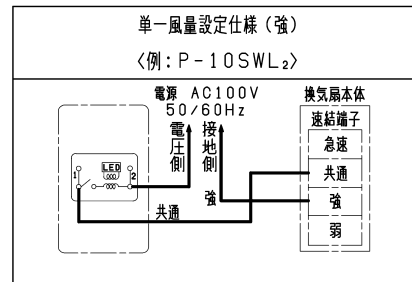 単一風量設定仕様（強）
〈例：P-10SWL₂〉
電源 AC100V
50/60Hz
電圧側
接地側
換気扇本体
速結端子
急速
共通
強
弱
LED
1
2
共通
強